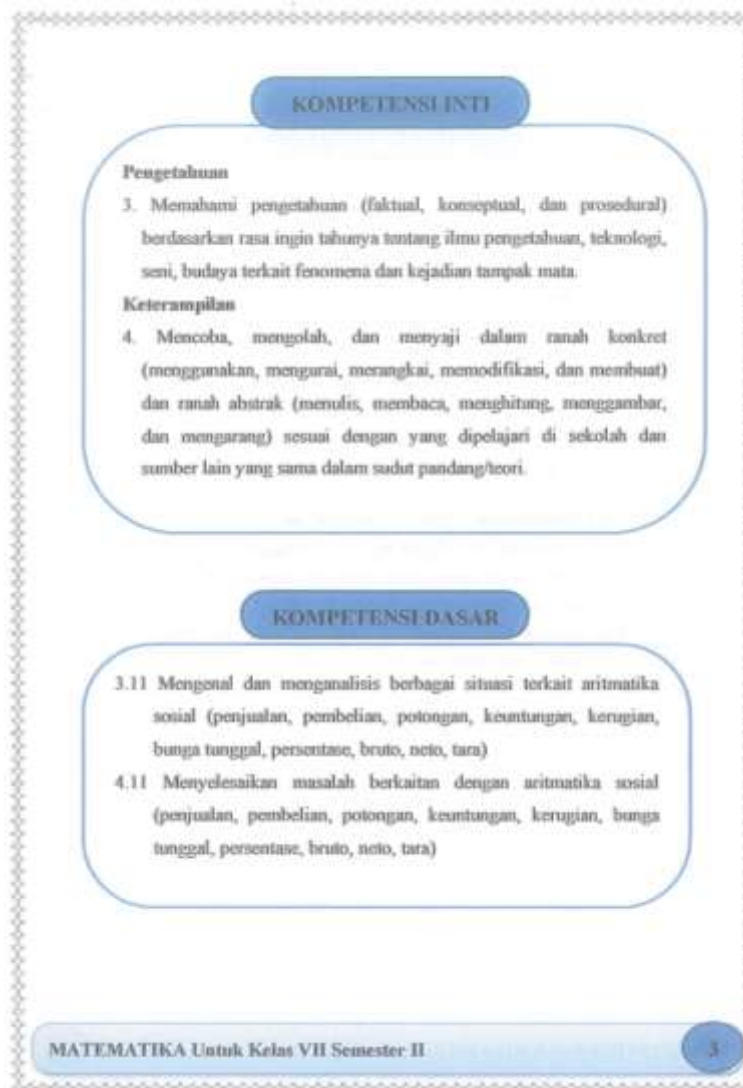 KOMPETENSI INTI
Pengetahuan
3. Memahami pengetahuan (faktual, konseptual, dan prosedural)
berdasarkan rasa ingin tahunya tentang ilmu pengetahuan, teknologi,
seni, budaya terkait fenomena dan kejadian tampak mata.
Keterampilan
4. Mencoba, mengolah, dan menyaji dalam ranah konkret
(menggunakan, mengurai, merangkai, memodifikasi, dan membuat)
dan ranah abstrak (menulis, membaca, menghitung, menggambar,
dan mengarang) sesuai dengan yang dipelajari di sekolah dan
sumber lain yang sama dalam sudut pandang/teori.
KOMPETENSI DASAR
3.11 Mengenal dan menganalisis berbagai situasi terkait aritmatika
sosial (penjualan, pembelian, potongan, keuntungan, kerugian,
bunga tunggal, persentase, bruto, neto, tara)
4.11 Menyelesaikan masalah berkaitan dengan aritmatika sosial
(penjualan, pembelian, potongan, keuntungan, kerugian, bunga
tunggal, persentase, bruto, neto, tara)
MATEMATIKA Untuk Kelas VII Semester II 3